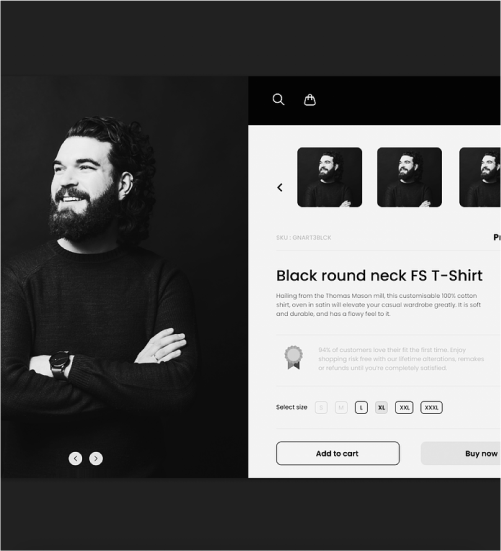 SKU : GNART3BLCK
Black round neck FS T-Shirt
Hailing from the Thomas Mason mill, this customisable 100% cotton
shirt, oven in satin will elevate your casual wardrobe greatly. It is soft
and durable, and has a flowy feel to it.
94% of customers love their fit the first time. Enjoy
shopping risk free with our lifetime alterations, remakes
or refunds until you're completely satisfied.
Select size S M L XL XXL XXXL
Add to cart Buy now